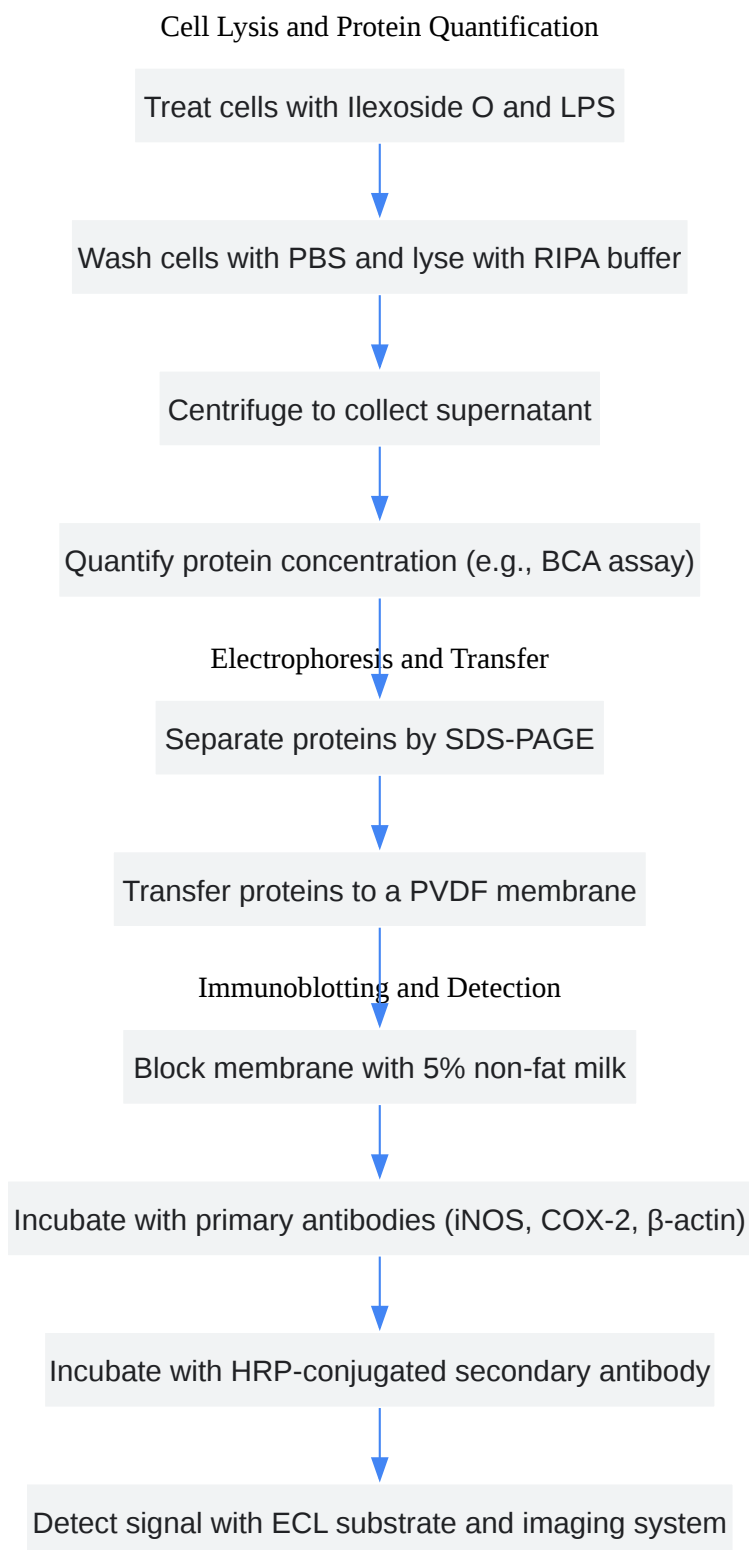 Cell Lysis and Protein Quantification
Treat cells with Ilexoside O and LPS
Wash cells with PBS and lyse with RIPA buffer
Centrifuge to collect supernatant
Quantify protein concentration (e.g., BCA assay)
Electrophoresis and Transfer
Separate proteins by SDS-PAGE
Transfer proteins to a PVDF membrane
Immunoblotting and Detection
Block membrane with 5% non-fat milk
Incubate with primary antibodies (iNOS, COX-2, β-actin)
Incubate with HRP-conjugated secondary antibody
Detect signal with ECL substrate and imaging system